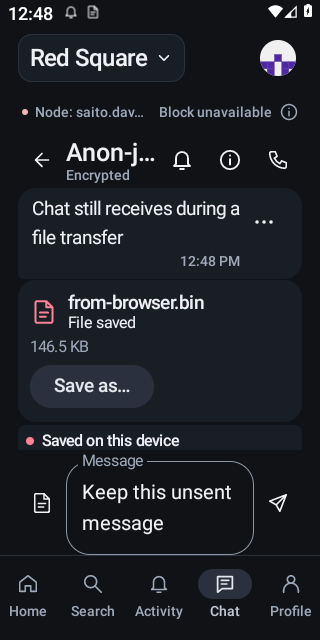 12:48
Red Square
Node: saito.dav... Block unavailable
Anon-j...
Encrypted
Chat still receives during a
file transfer
12:48 PM
from-browser.bin
File saved
146.5 KB
Save as...
Saved on this device
Message
Keep this unsent
message
Home Search Activity Chat Profile